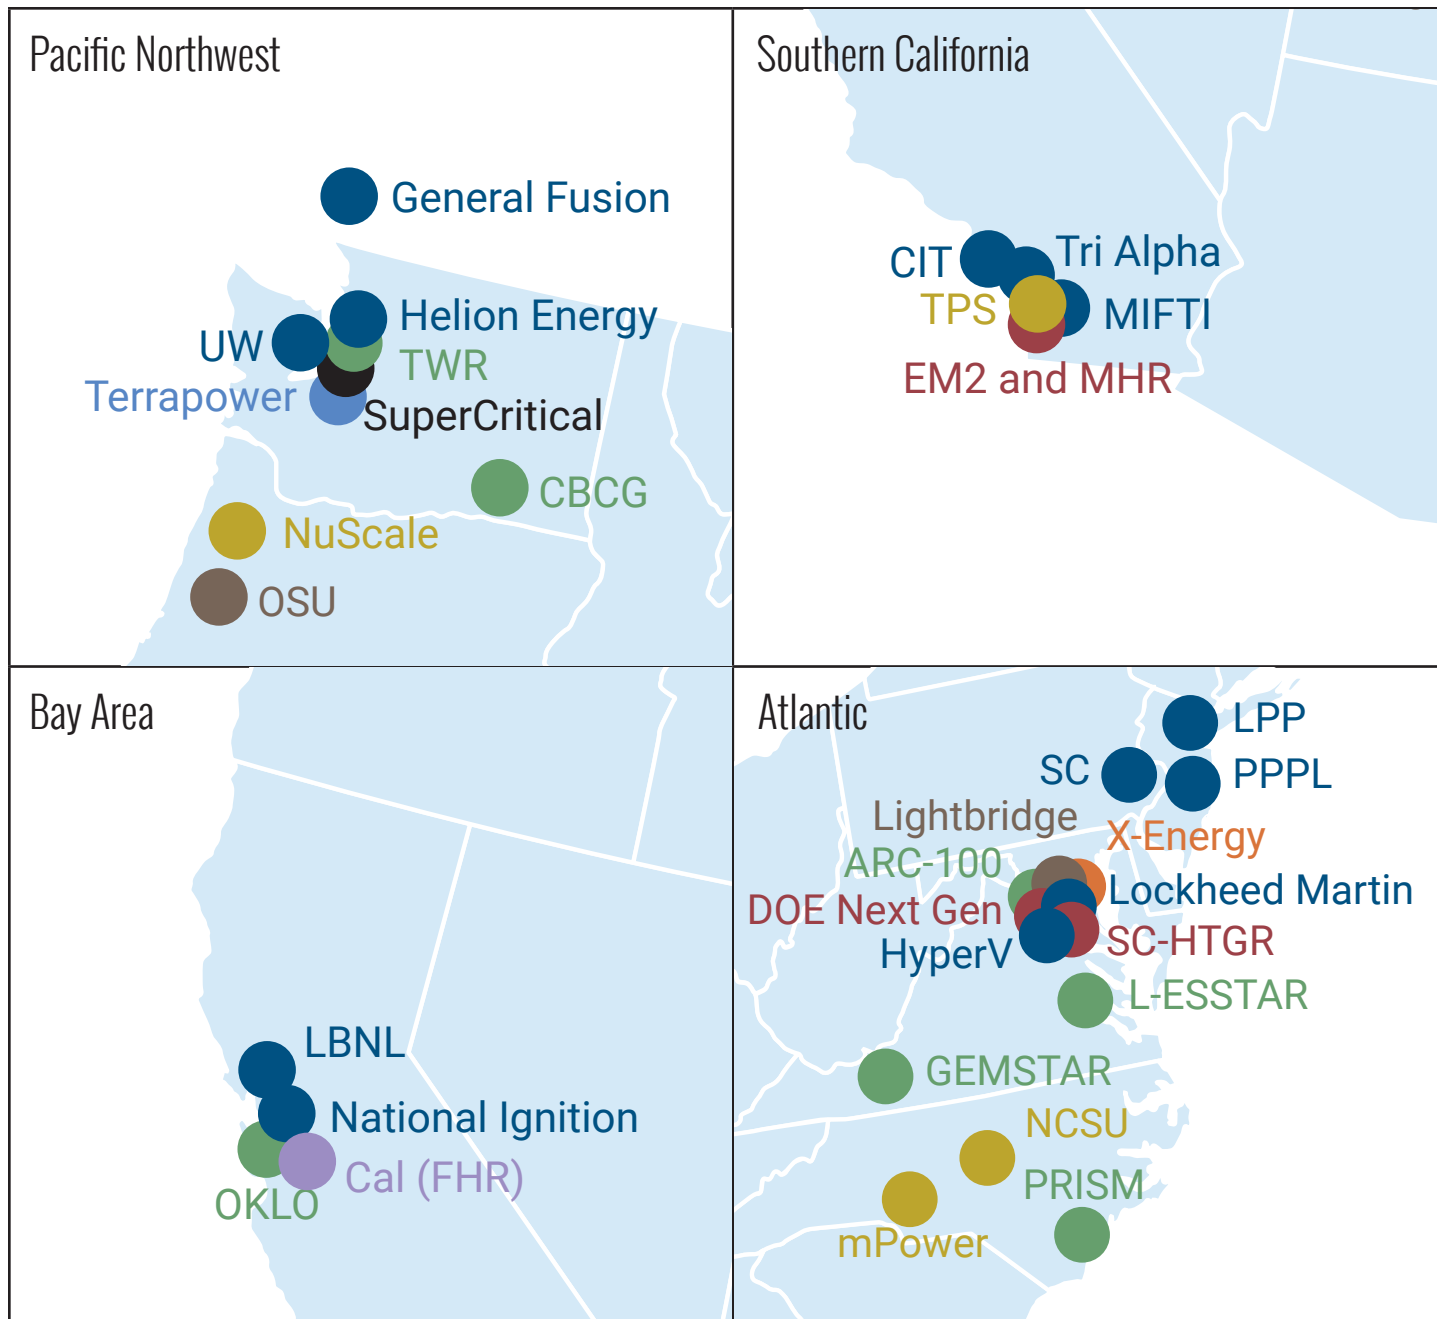 Pacific Northwest
General Fusion
Helion Energy
UW
TWR
Terrapower
SuperCritical
CBCG
NuScale
OSU
Southern California
Tri Alpha
CIT
TPS
MIFTI
EM2 and MHR
Bay Area
LBNL
National Ignition
Cal (FHR)
OKLO
Atlantic
LPP
SC
PPPL
Lightbridge
X-Energy
ARC-100
Lockheed Martin
DOE Next Gen
SC-HTGR
HyperV
L-ESSTAR
GEMSTAR
NCSU
PRISM
mPower